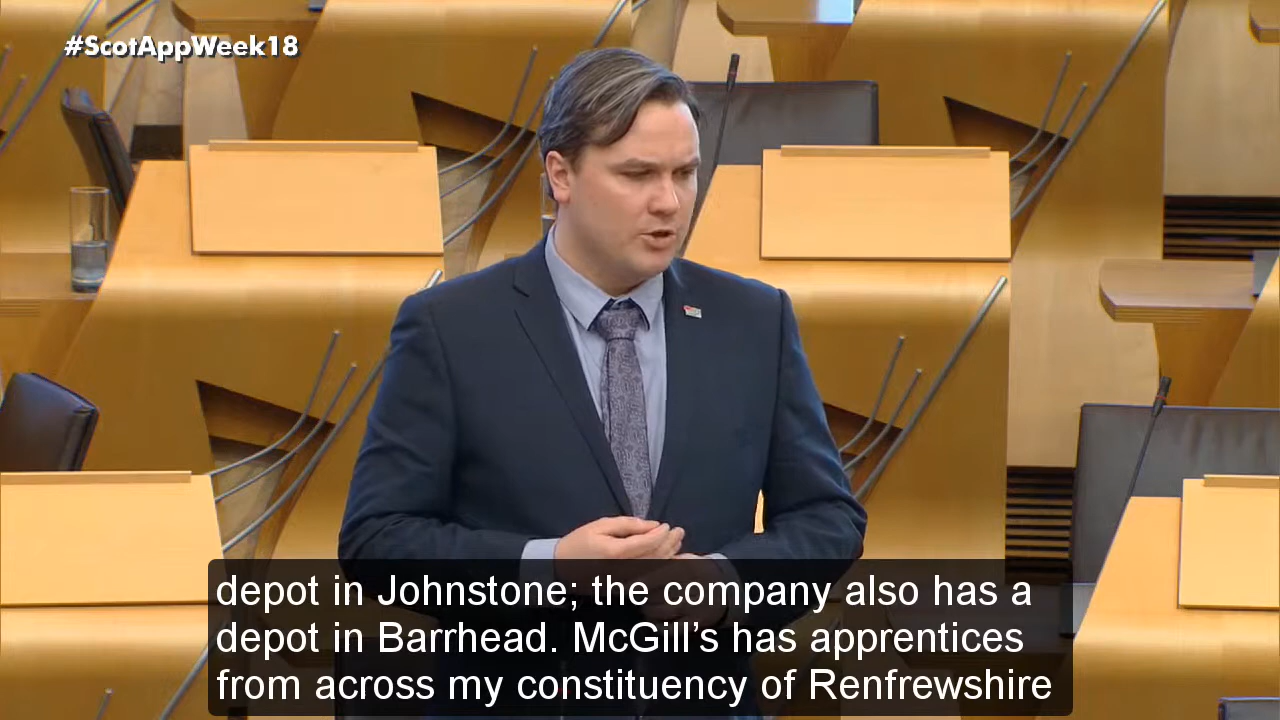 #ScotAppWeek18
depot in Johnstone; the company also has a
depot in Barrhead. McGill’s has apprentices
from across my constituency of Renfrewshire